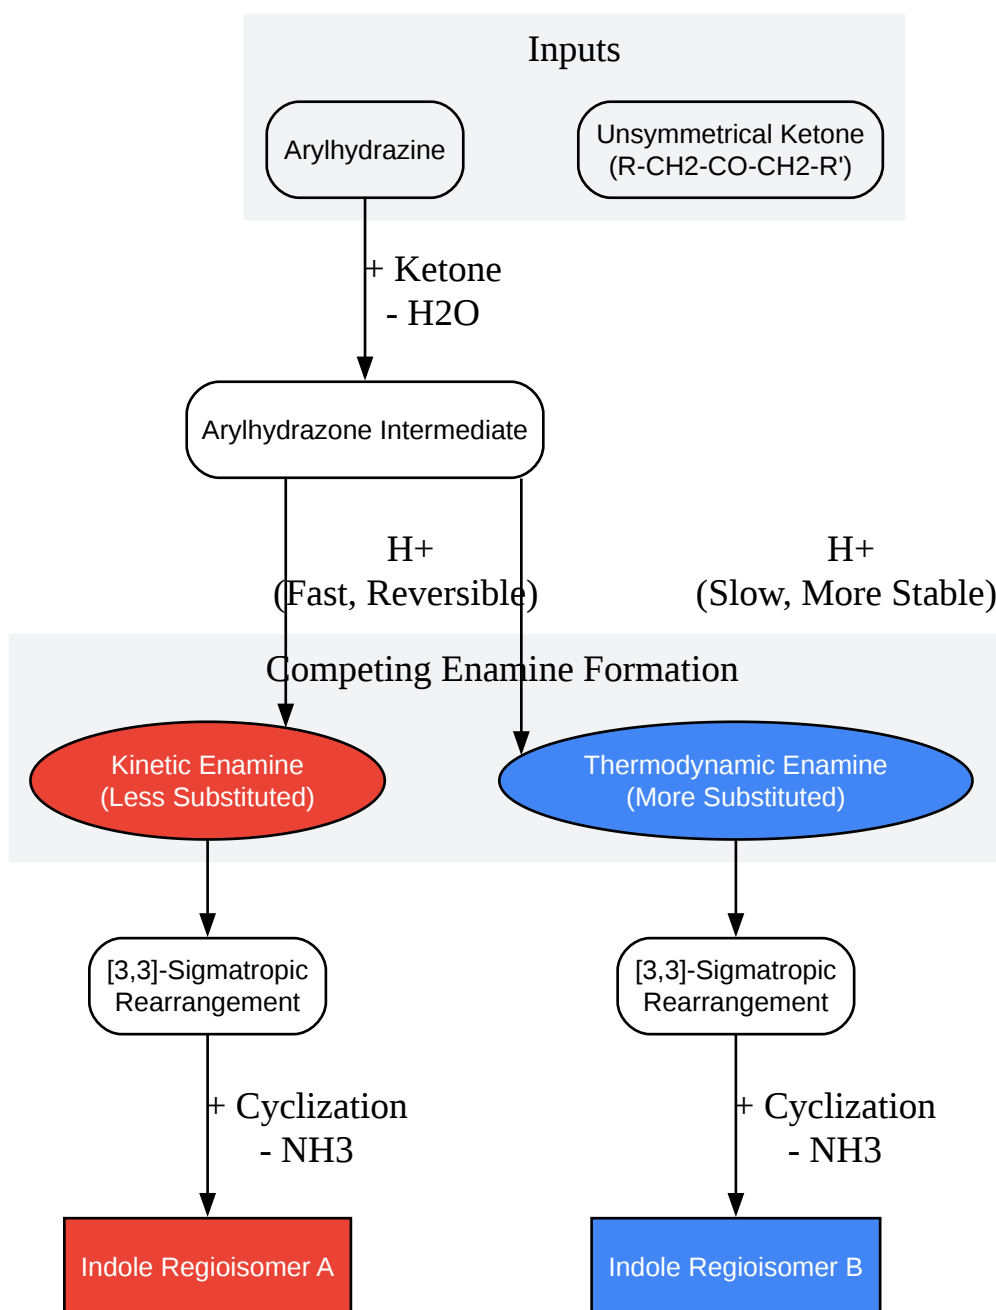 Inputs
Arylhydrazine
Unsymmetrical Ketone
(R-CH2-CO-CH2-R')
+ Ketone
- H2O
Arylhydrazone Intermediate
H+
(Fast, Reversible)
H+
(Slow, More Stable)
Competing Enamine Formation
Kinetic Enamine
(Less Substituted)
Thermodynamic Enamine
(More Substituted)
[3,3]-Sigmatropic
Rearrangement
[3,3]-Sigmatropic
Rearrangement
+ Cyclization
- NH3
+ Cyclization
- NH3
Indole Regioisomer A
Indole Regioisomer B